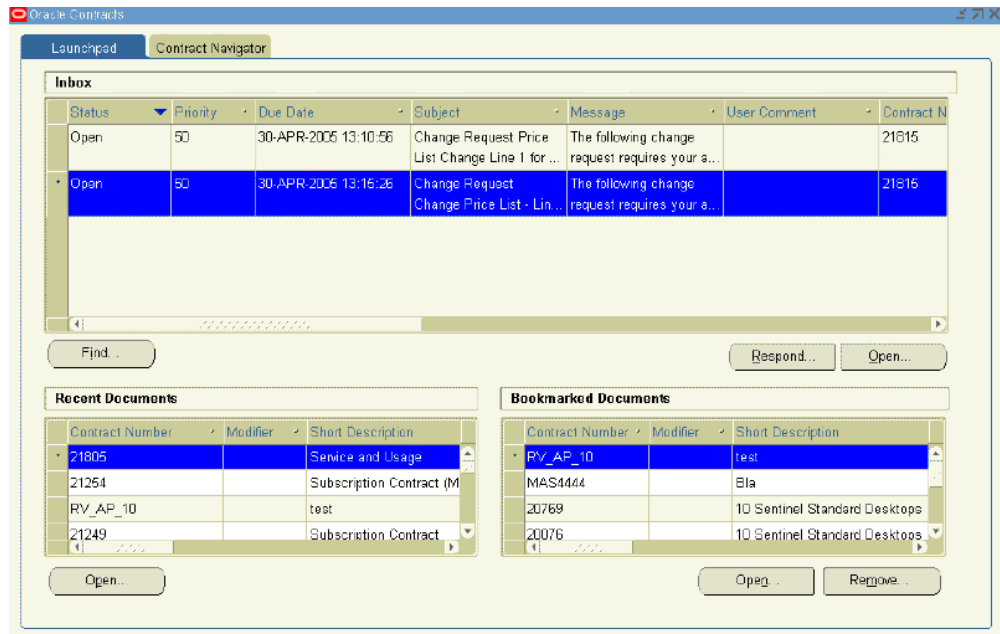 Oracle Contracts
Launchpad Contract Navigator
Inbox
Status Priority Due Date Subject Message User Comment Contract N
Open 50 30-APR-2005 13:10:56 Change Request Price The following change 21815
List Change Line 1 for ... request requires your a...
Open 50 30-APR-2005 13:15:26 Change Request The following change 21815
Change Price List - Lin... request requires your a...
Find... Respond... Open...
Recent Documents Bookmarked Documents
Contract Number Modifier Short Description Contract Number Modifier Short Description
21805 Service and Usage RV_AP_10 test
21254 Subscription Contract (M MAS4444 Bla
RV_AP_10 test 20769 10 Sentinel Standard Desktops
21249 Subscription Contract 20076 10 Sentinel Standard Desktops
Open... Open... Remove...